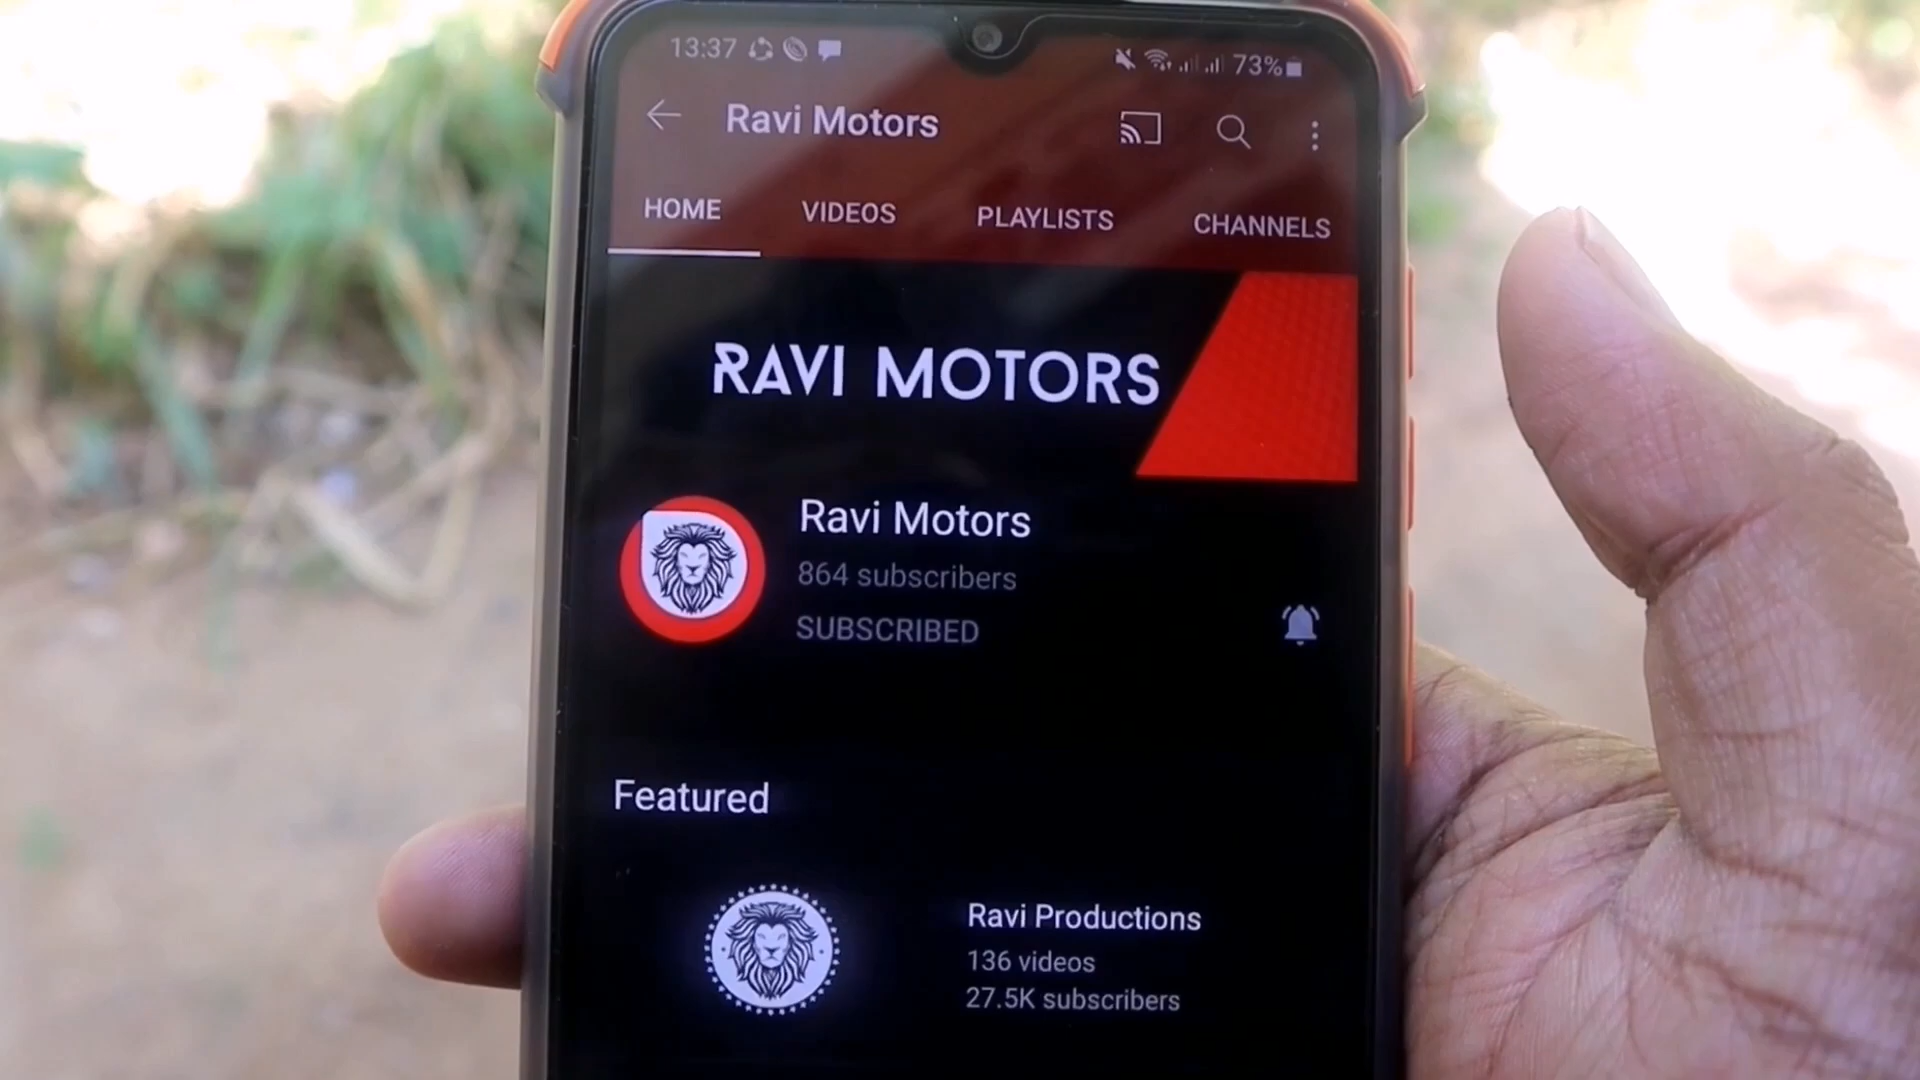 13:37
73%
Ravi Motors
HOME VIDEOS PLAYLISTS CHANNELS
RAVI MOTORS
Ravi Motors
864 subscribers
SUBSCRIBED
Featured
Ravi Productions
136 videos
27.5K subscribers